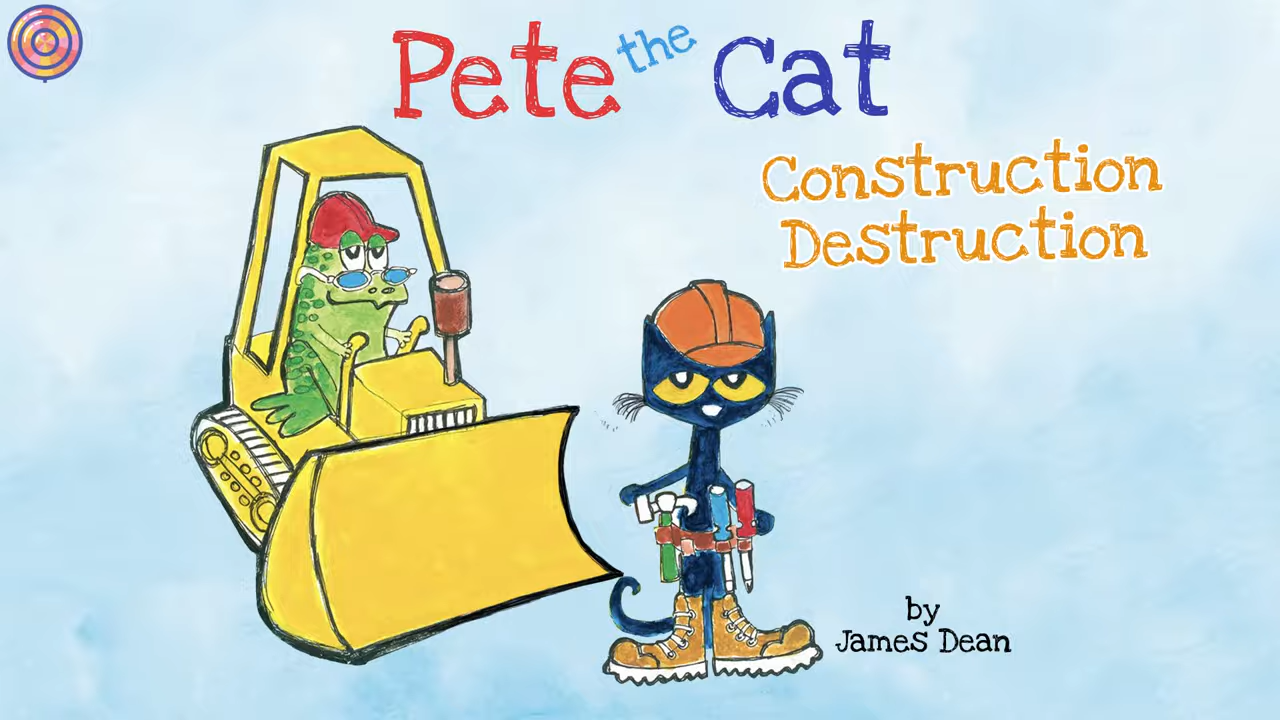 Pete the Cat
Construction
Destruction
by
James Dean